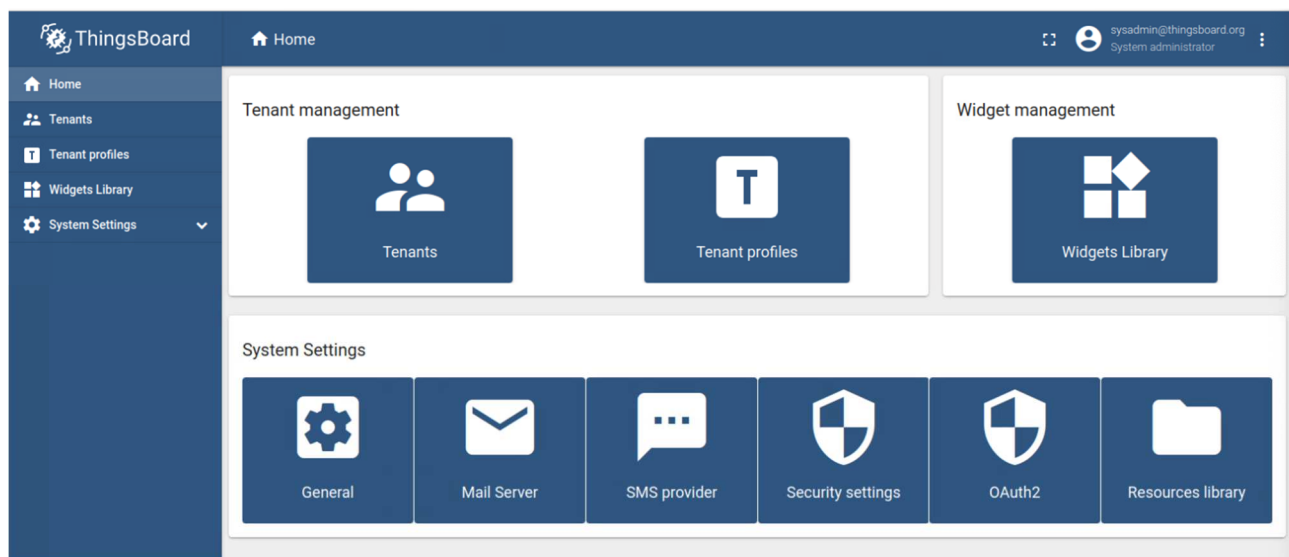 ThingsBoard
Home
sysadmin@thingsboard.org
System administrator
Home
Tenants
Tenant profiles
Widgets Library
System Settings
Tenant management
Widget management
T
Tenants
Tenant profiles
Widgets Library
System Settings
General
Mail Server
SMS provider
Security settings
OAuth2
Resources library